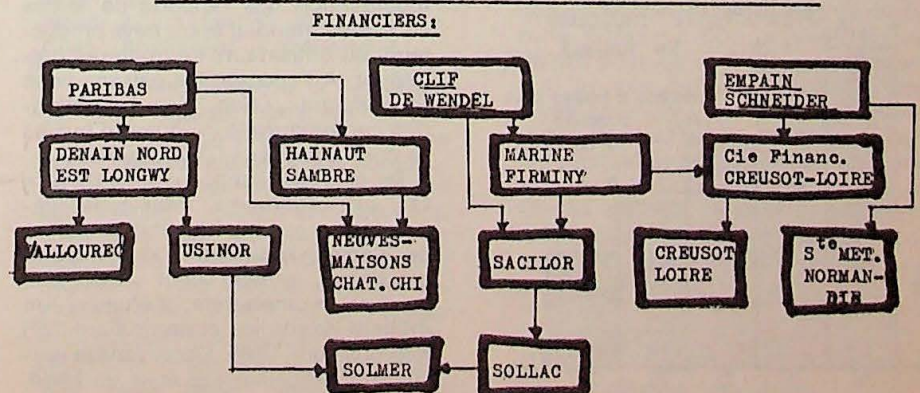 FINANCIERS:
PARIBAS
CLIF
DE WENDEL
EMPAIN
SCHNEIDER
DENAIN NORD
EST LONGWY
HAINAUT
SAMBRE
MARINE
FIRMINY
Cie Financ.
CREUSOT-LOIRE
VALLOUREC
USINOR
NEUVES-
MAISONS
CHAT.CHI
SACILOR
CREUSOT
LOIRE
Ste MET.
NORMAN-
DIE
SOLMER
SOLLAC